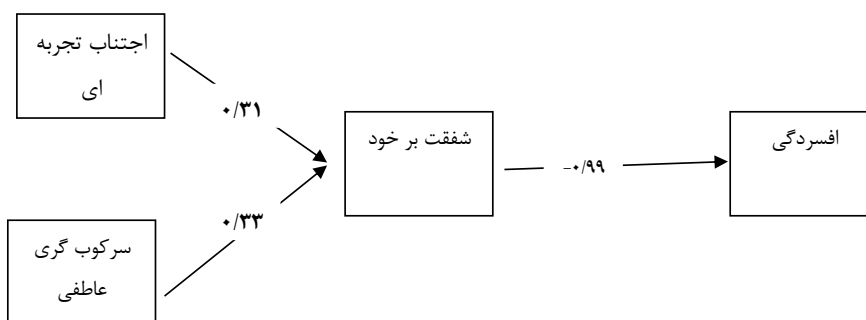 اجتناب تجربه
ای
۰/۳۱
شفقت بر خود
-۰/۹۹
افسردگی
۰/۳۳
سرکوب گری
عاطفی